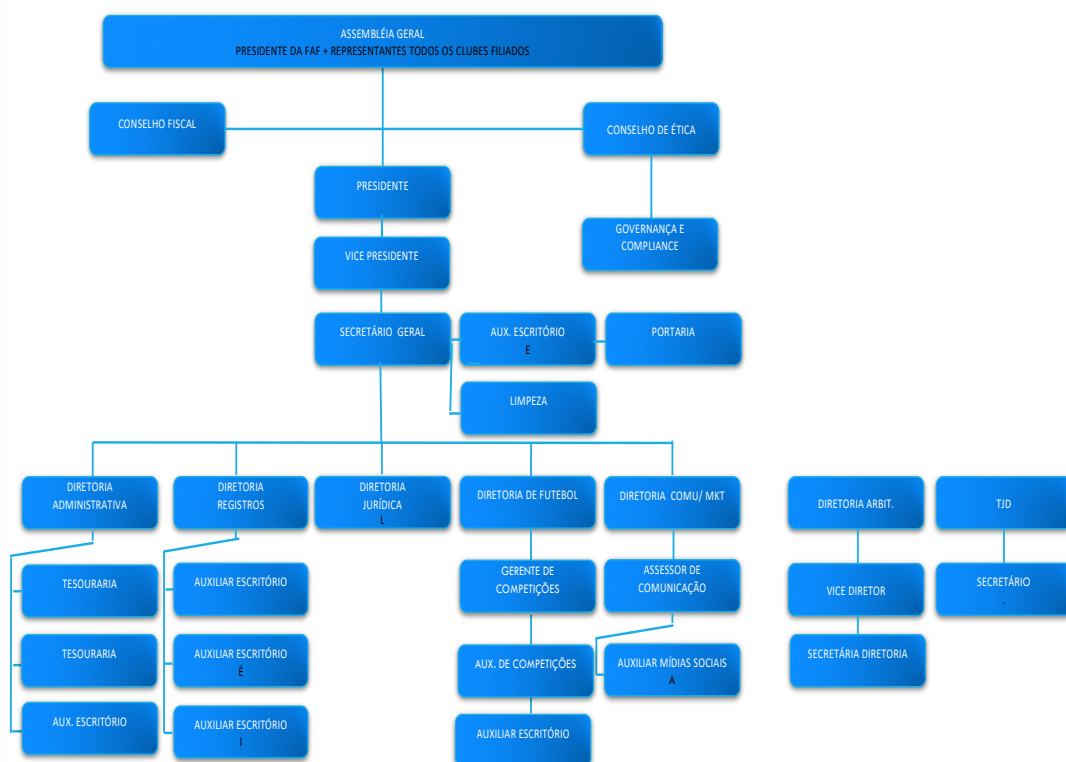 ASSEMBLÉIA GERAL
PRESIDENTE DA FAF + REPRESENTANTES TODOS OS CLUBES FILIADOS
CONSELHO FISCAL
CONSELHO DE ÉTICA
PRESIDENTE
GOVERNANÇA E
COMPLIANCE
VICE PRESIDENTE
SECRETÁRIO GERAL
AUX. ESCRITÓRIO
E
PORTARIA
LIMPEZA
DIRETORIA
ADMINISTRATIVA
DIRETORIA
REGISTROS
DIRETORIA
JURÍDICA
L
DIRETORIA DE FUTEBOL
DIRETORIA COMU/ MKT
DIRETORIA ARBIT.
TJD
TESOURARIA
AUXILIAR ESCRITÓRIO
GERENTE DE
COMPETIÇÕES
ASSESSOR DE
COMUNICAÇÃO
VICE DIRETOR
SECRETÁRIO
.
TESOURARIA
AUXILIAR ESCRITÓRIO
É
AUX. DE COMPETIÇÕES
AUXILIAR MÍDIAS SOCIAIS
A
SECRETÁRIA DIRETORIA
AUX. ESCRITÓRIO
AUXILIAR ESCRITÓRIO
I
AUXILIAR ESCRITÓRIO